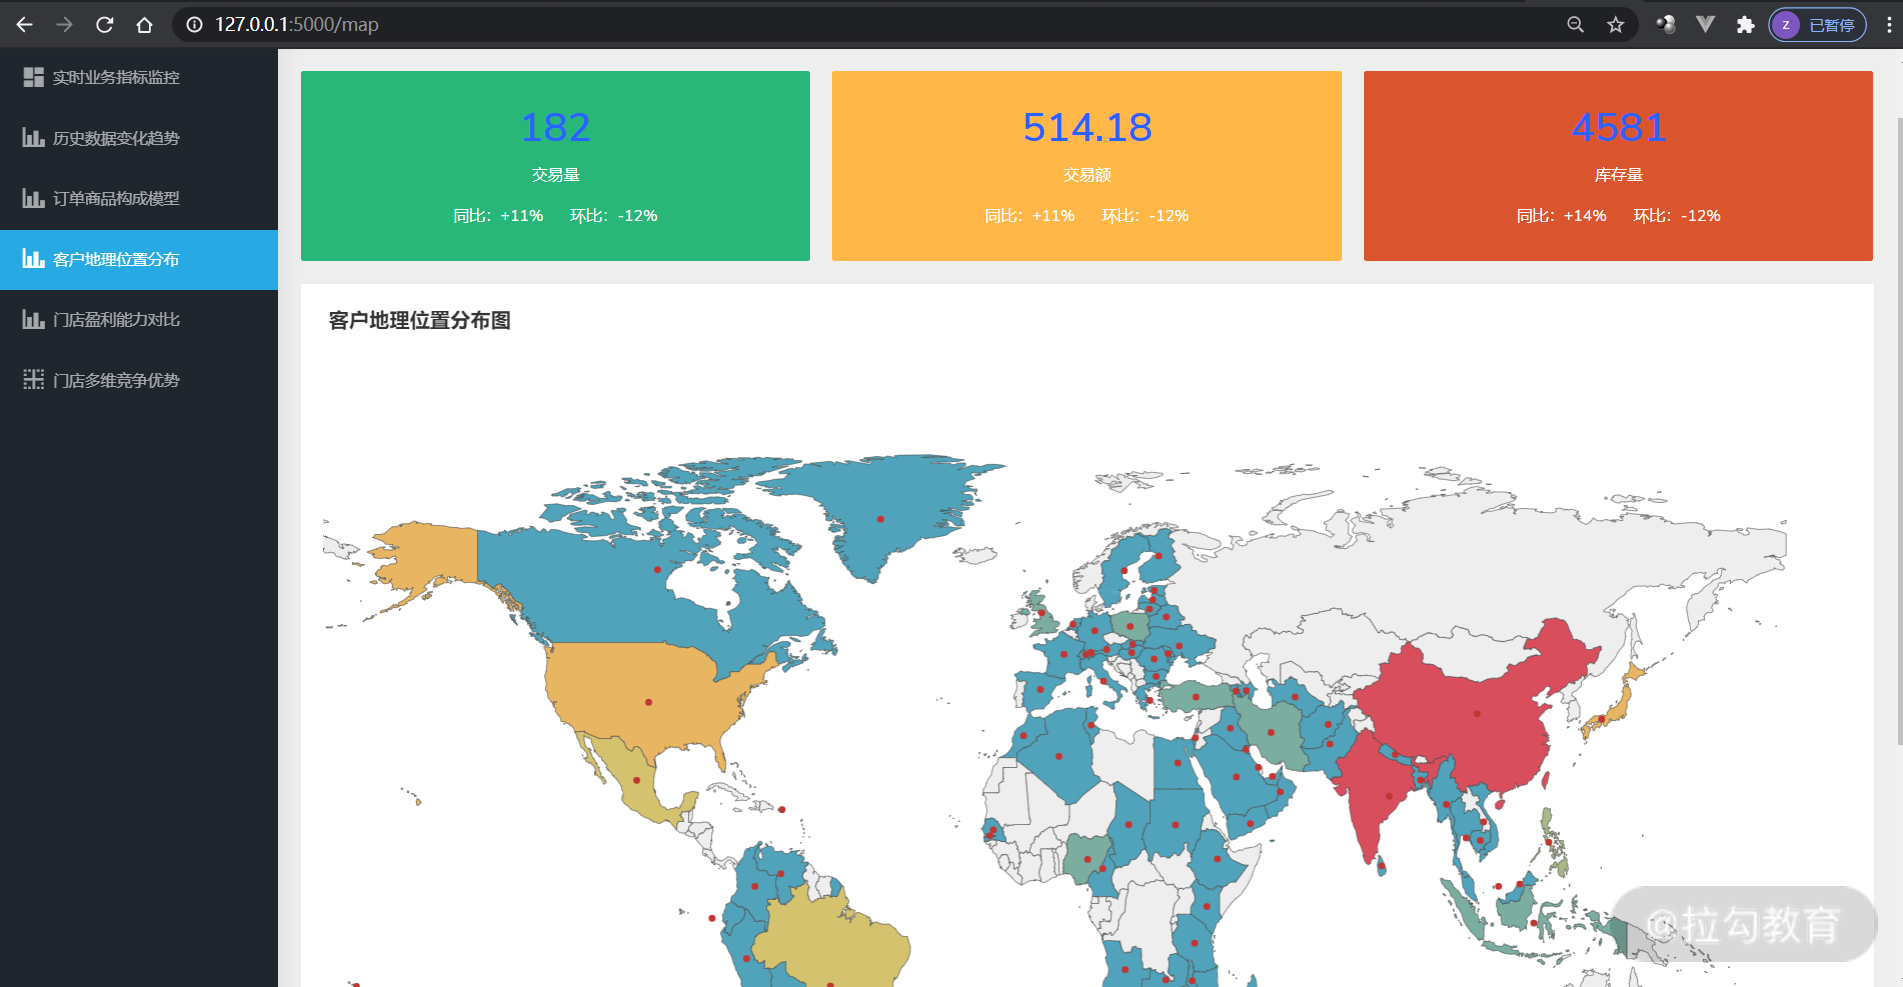 127.0.0.1:5000/map
Z 已暂停
实时业务指标监控
历史数据变化趋势
订单商品构成模型
客户地理位置分布
门店盈利能力对比
门店多维竞争优势
182
交易量
同比：+11% 环比：-12%
514.18
交易额
同比：+11% 环比：-12%
4581
库存量
同比：+14% 环比：-12%
客户地理位置分布图
@拉勾教育